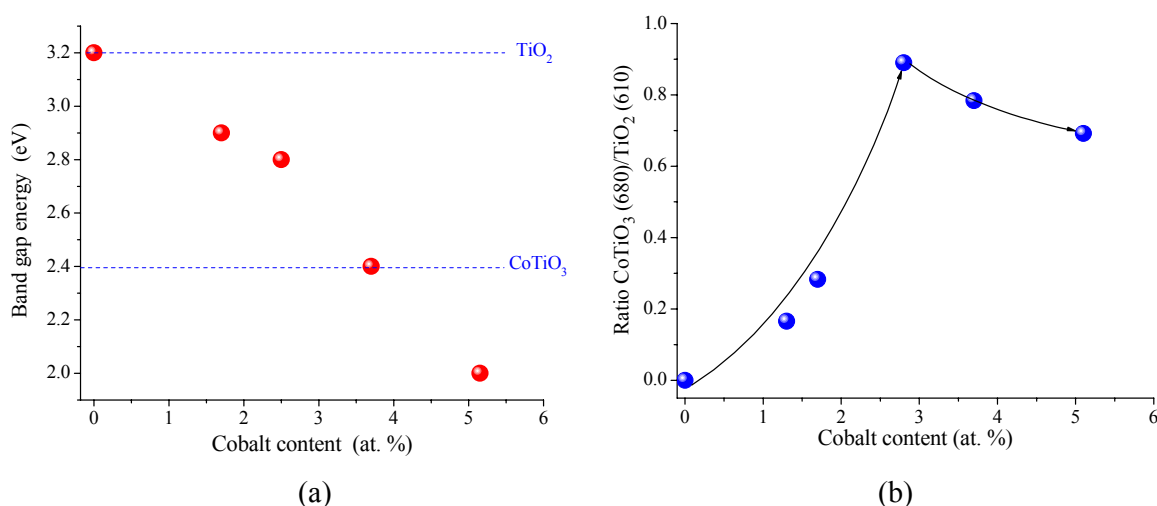 3.2
3.0
2.8
2.6
2.4
2.2
2.0
Band gap energy (eV)
TiO2
CoTiO3
0 1 2 3 4 5 6
Cobalt content (at. %)
(a)
1.0
0.8
0.6
0.4
0.2
0.0
Ratio CoTiO3 (680)/TiO2 (610)
0 1 2 3 4 5 6
Cobalt content (at. %)
(b)